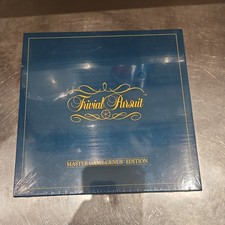 Trivial Pursuit
MASTER GAME-GENUS EDITION